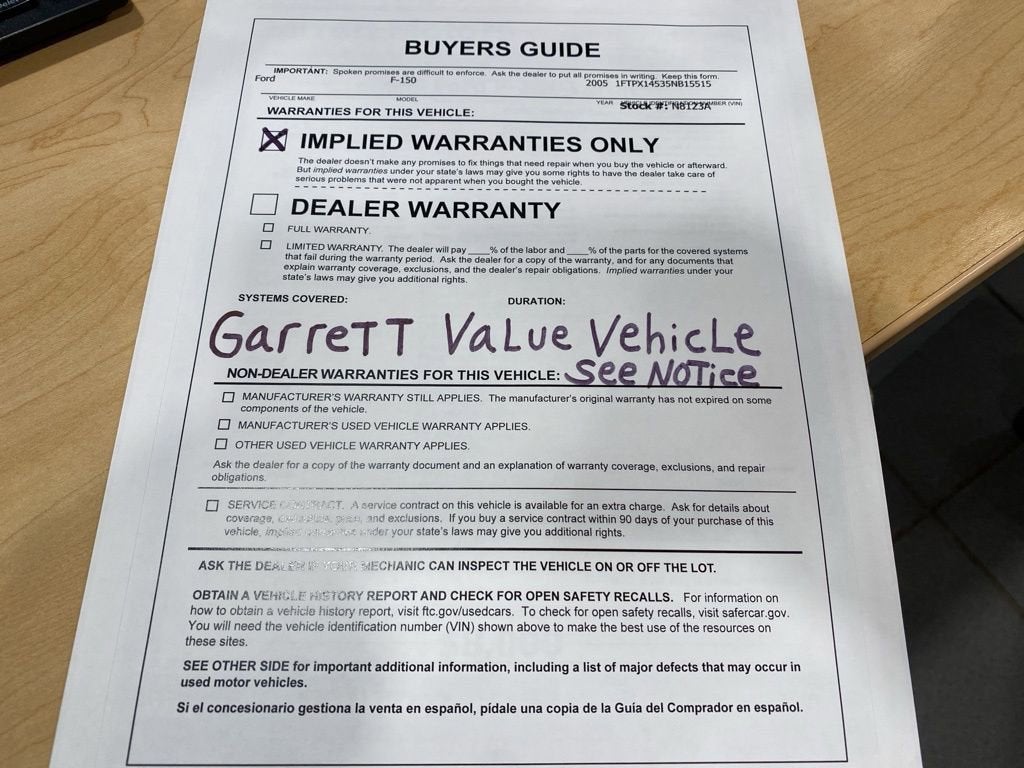 BUYERS GUIDE
IMPORTANT: Spoken promises are difficult to enforce. Ask the dealer to put all promises in writing. Keep this form.
Ford F-150 2005 1FTPX14535NB15515
VEHICLE MAKE MODEL YEAR VEHICLE IDENTIFICATION NUMBER (VIN)
Stock #: N8123A
WARRANTIES FOR THIS VEHICLE:
IMPLIED WARRANTIES ONLY
The dealer doesn't make any promises to fix things that need repair when you buy the vehicle or afterward.
But implied warranties under your state's laws may give you some rights to have the dealer take care of
serious problems that were not apparent when you bought the vehicle.
DEALER WARRANTY
FULL WARRANTY.
LIMITED WARRANTY. The dealer will pay ____% of the labor and ____% of the parts for the covered systems
that fail during the warranty period. Ask the dealer for a copy of the warranty, and for any documents that
explain warranty coverage, exclusions, and the dealer's repair obligations. Implied warranties under your
state's laws may give you additional rights.
SYSTEMS COVERED: DURATION:
Garrett Value Vehicle
NON-DEALER WARRANTIES FOR THIS VEHICLE: See Notice
MANUFACTURER'S WARRANTY STILL APPLIES. The manufacturer's original warranty has not expired on some
components of the vehicle.
MANUFACTURER'S USED VEHICLE WARRANTY APPLIES.
OTHER USED VEHICLE WARRANTY APPLIES.
Ask the dealer for a copy of the warranty document and an explanation of warranty coverage, exclusions, and repair
obligations.
SERVICE CONTRACT. A service contract on this vehicle is available for an extra charge. Ask for details about
coverage, and exclusions. If you buy a service contract within 90 days of your purchase of this
vehicle, implied under your state's laws may give you additional rights.
ASK THE DEALER IF YOUR MECHANIC CAN INSPECT THE VEHICLE ON OR OFF THE LOT.
OBTAIN A VEHICLE HISTORY REPORT AND CHECK FOR OPEN SAFETY RECALLS. For information on
how to obtain a vehicle history report, visit ftc.gov/usedcars. To check for open safety recalls, visit safercar.gov.
You will need the vehicle identification number (VIN) shown above to make the best use of the resources on
these sites.
SEE OTHER SIDE for important additional information, including a list of major defects that may occur in
used motor vehicles.
Si el concesionario gestiona la venta en español, pídale una copia de la Guía del Comprador en español.